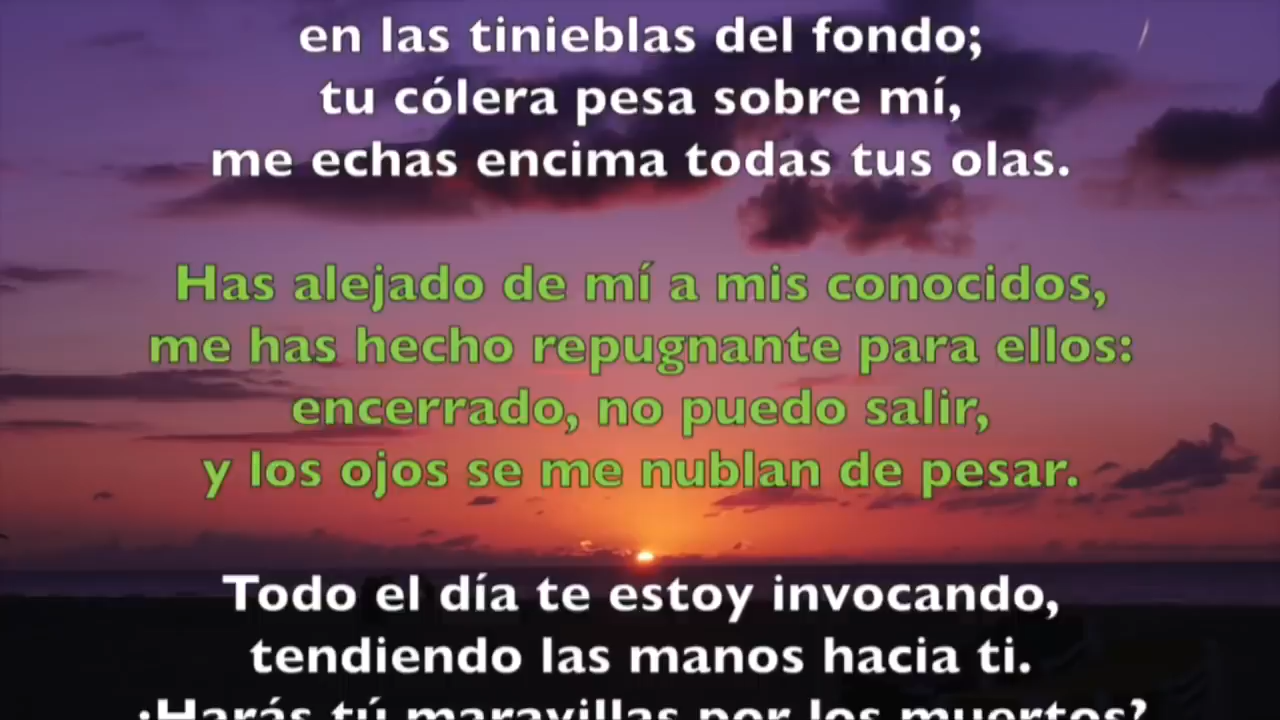 en las tinieblas del fondo;
tu cólera pesa sobre mí,
me echas encima todas tus olas.
Has alejado de mí a mis conocidos,
me has hecho repugnante para ellos:
encerrado, no puedo salir,
y los ojos se me nublan de pesar.
Todo el día te estoy invocando,
tendiendo las manos hacia ti.
¿Harás tú maravillas por los muertos?